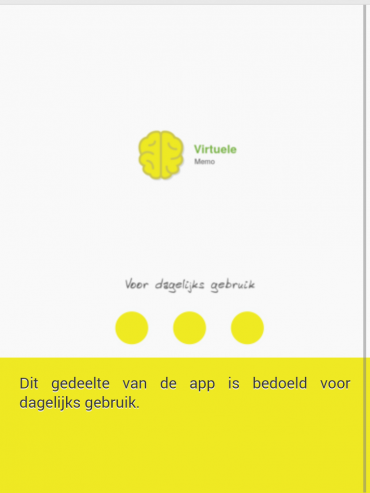 Virtuele
Memo
Voor dagelijks gebruik
Dit gedeelte van de app is bedoeld voor
dagelijks gebruik.